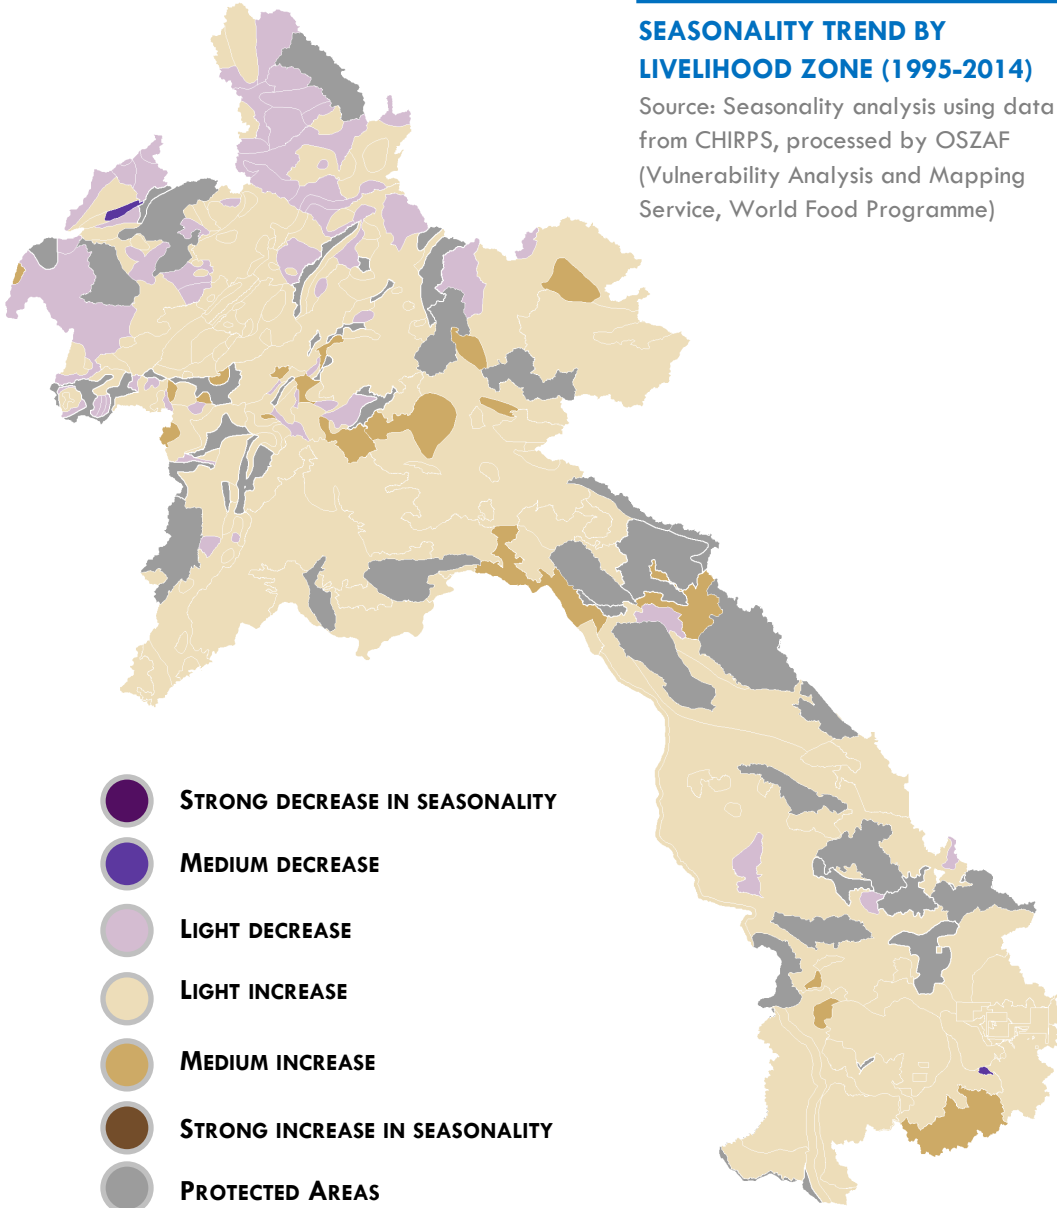 SEASONALITY TREND BY
LIVELIHOOD ZONE (1995-2014)
Source: Seasonality analysis using data
from CHIRPS, processed by OSZAF
(Vulnerability Analysis and Mapping
Service, World Food Programme)
STRONG DECREASE IN SEASONALITY
MEDIUM DECREASE
LIGHT DECREASE
LIGHT INCREASE
MEDIUM INCREASE
STRONG INCREASE IN SEASONALITY
PROTECTED AREAS